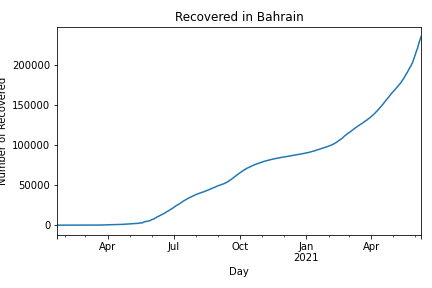 Recovered in Bahrain
Number of Recovered
200000
150000
100000
50000
0
Apr
Jul
Oct
Jan
2021
Apr
Day